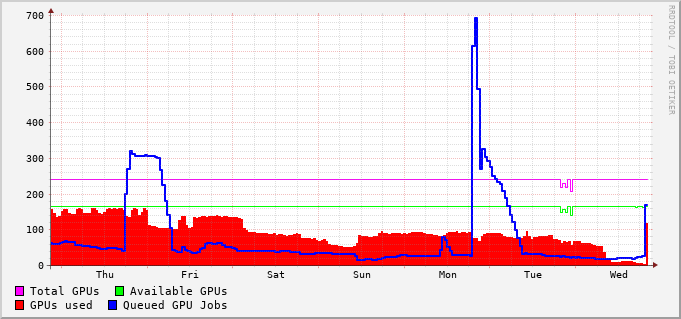 700
600
500
400
300
200
100
0
Thu Fri Sat Sun Mon Tue Wed
Total GPUs Available GPUs
GPUs used Queued GPU Jobs
RRDTOOL / TOBI OETIKER